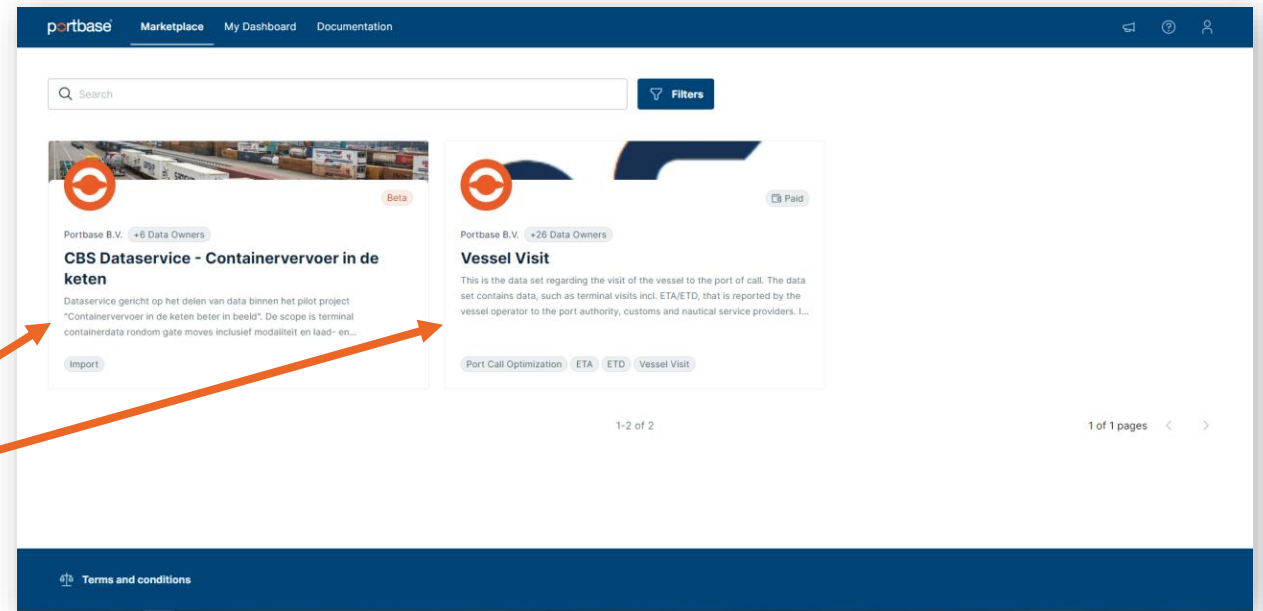 portbase Marketplace My Dashboard Documentation
Search
Filters
Beta
Portbase B.V. +6 Data Owners
CBS Dataservice - Containervervoer in de
keten
Dataservice gericht op het delen van data binnen het pilot project
"Containervervoer in de keten beter in beeld". De scope is terminal
containerdata rondom gate moves inclusief modaliteit en laad- en...
Import
Paid
Portbase B.V. +26 Data Owners
Vessel Visit
This is the data set regarding the visit of the vessel to the port of call. The data
set contains data, such as terminal visits incl. ETA/ETD, that is reported by the
vessel operator to the port authority, customs and nautical service providers. I...
Port Call Optimization ETA ETD Vessel Visit
1-2 of 2
1 of 1 pages
Terms and conditions